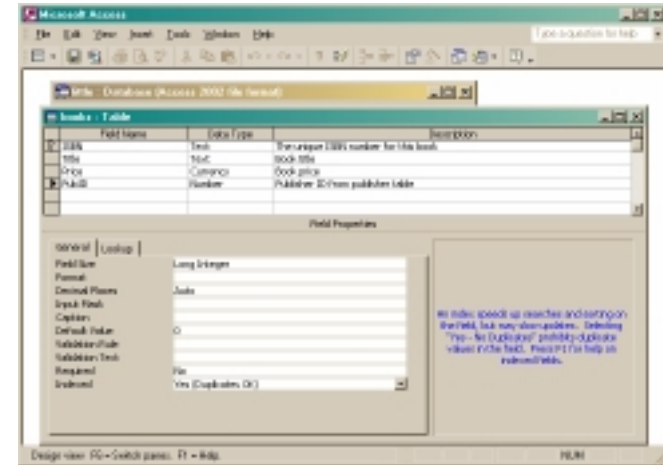 Microsoft Access
File Edit View Insert Tools Window Help
Type a question for help
little : Database (Access 2002 file format)
books : Table
Field Name Data Type Description
ISBN Text The unique ISBN number for this book
Title Text Book title
Price Currency Book price
PubID Number Publisher ID from publisher table
Field Properties
General Lookup
Field Size Long Integer
Format
Decimal Places Auto
Input Mask
Caption
Default Value 0
Validation Rule
Validation Text
Required No
Indexed Yes (Duplicates OK)
An index speeds up searches and sorting on
the field, but may slow updates. Selecting
"Yes - No Duplicates" prohibits duplicate
values in the field. Press F1 for help on
indexed fields.
Design view. F6 = Switch panes. F1 = Help.
NUM